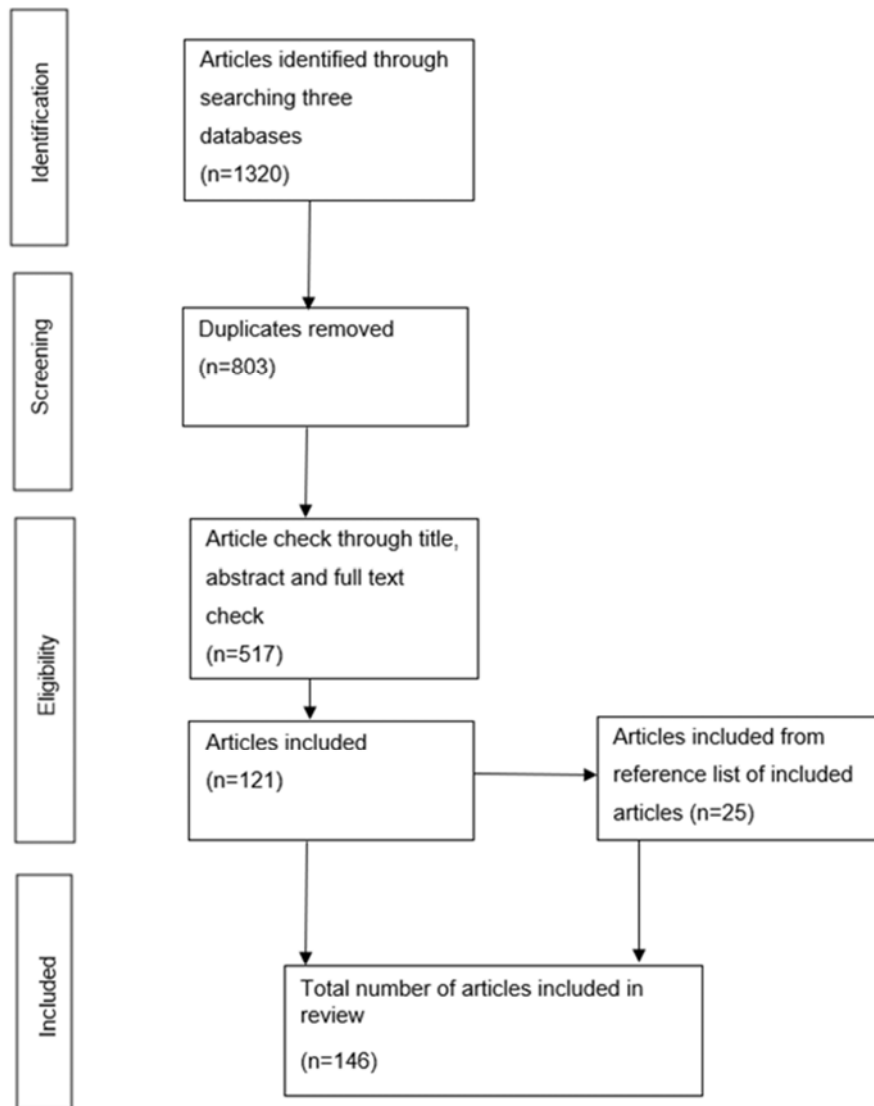 Identification
Articles identified through
searching three
databases
(n=1320)
Screening
Duplicates removed
(n=803)
Eligibility
Article check through title,
abstract and full text
check
(n=517)
Articles included
(n=121)
Articles included from
reference list of included
articles (n=25)
Included
Total number of articles included in
review
(n=146)